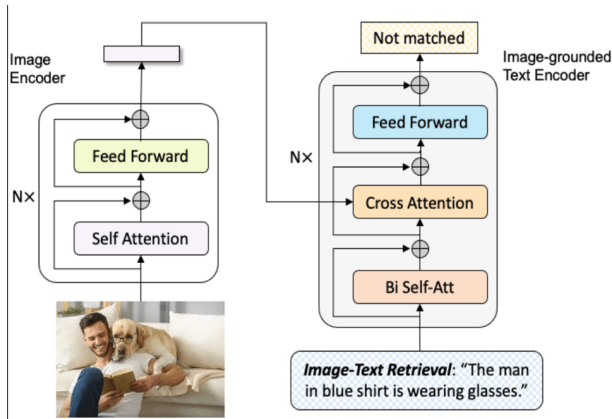 Image
Encoder
Feed Forward
N×
Self Attention
Not matched
Image-grounded
Text Encoder
Feed Forward
N×
Cross Attention
Bi Self-Att
Image-Text Retrieval: “The man
in blue shirt is wearing glasses.”